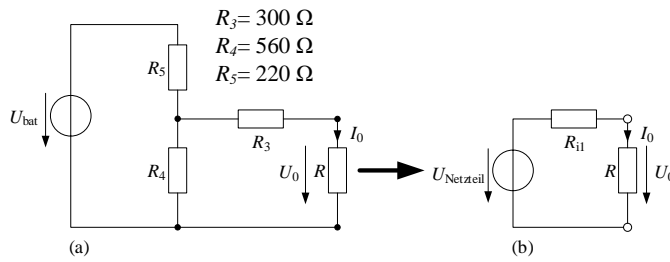 R3= 300 Ω
R4= 560 Ω
R5= 220 Ω
R5
Ubat
R3
I0
R4
U0
R
UNetzteil
Ri1
I0
R
U0
(a)
(b)